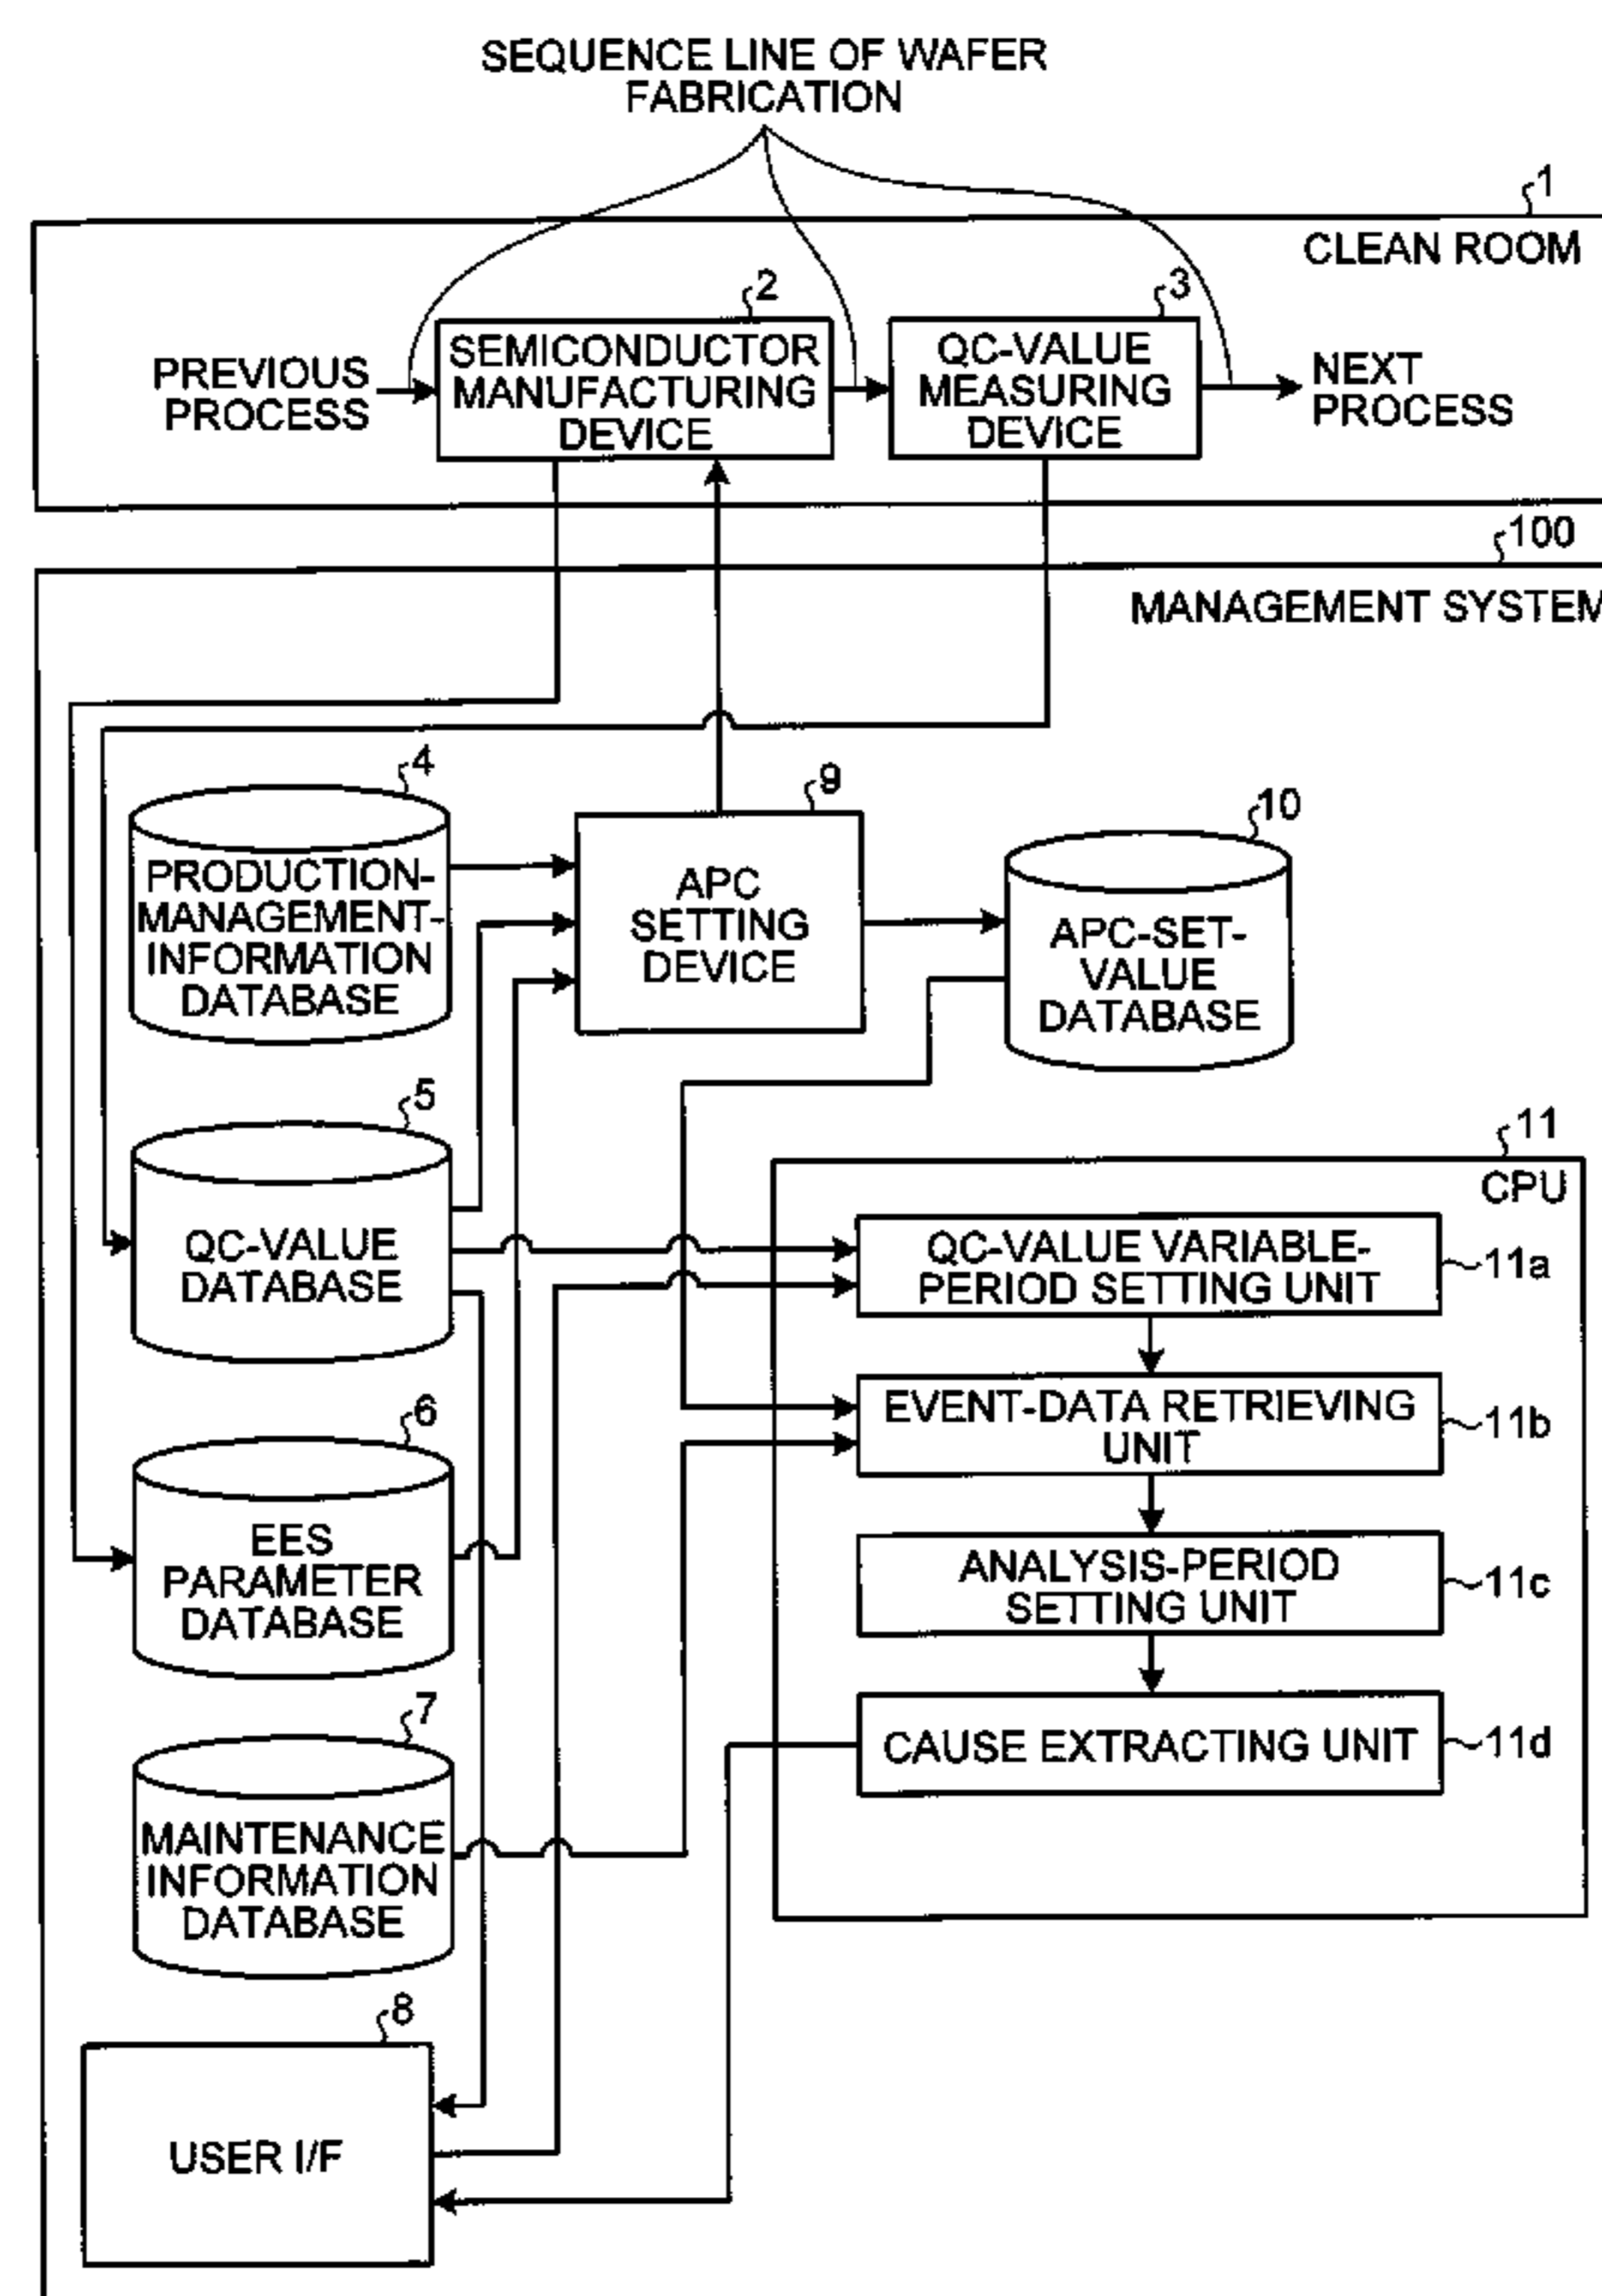 SEQUENCE LINE OF WAFER
FABRICATION
1
CLEAN ROOM
2
3
PREVIOUS
PROCESS
SEMICONDUCTOR
MANUFACTURING
DEVICE
QC-VALUE
MEASURING
DEVICE
NEXT
PROCESS
100
MANAGEMENT SYSTEM
4
PRODUCTION-
MANAGEMENT-
INFORMATION
DATABASE
9
APC
SETTING
DEVICE
10
APC-SET-
VALUE
DATABASE
5
QC-VALUE
DATABASE
11
CPU
QC-VALUE VARIABLE-
PERIOD SETTING UNIT
11a
EVENT-DATA RETRIEVING
UNIT
11b
6
EES
PARAMETER
DATABASE
ANALYSIS-PERIOD
SETTING UNIT
11c
7
MAINTENANCE
INFORMATION
DATABASE
CAUSE EXTRACTING UNIT
11d
8
USER I/F